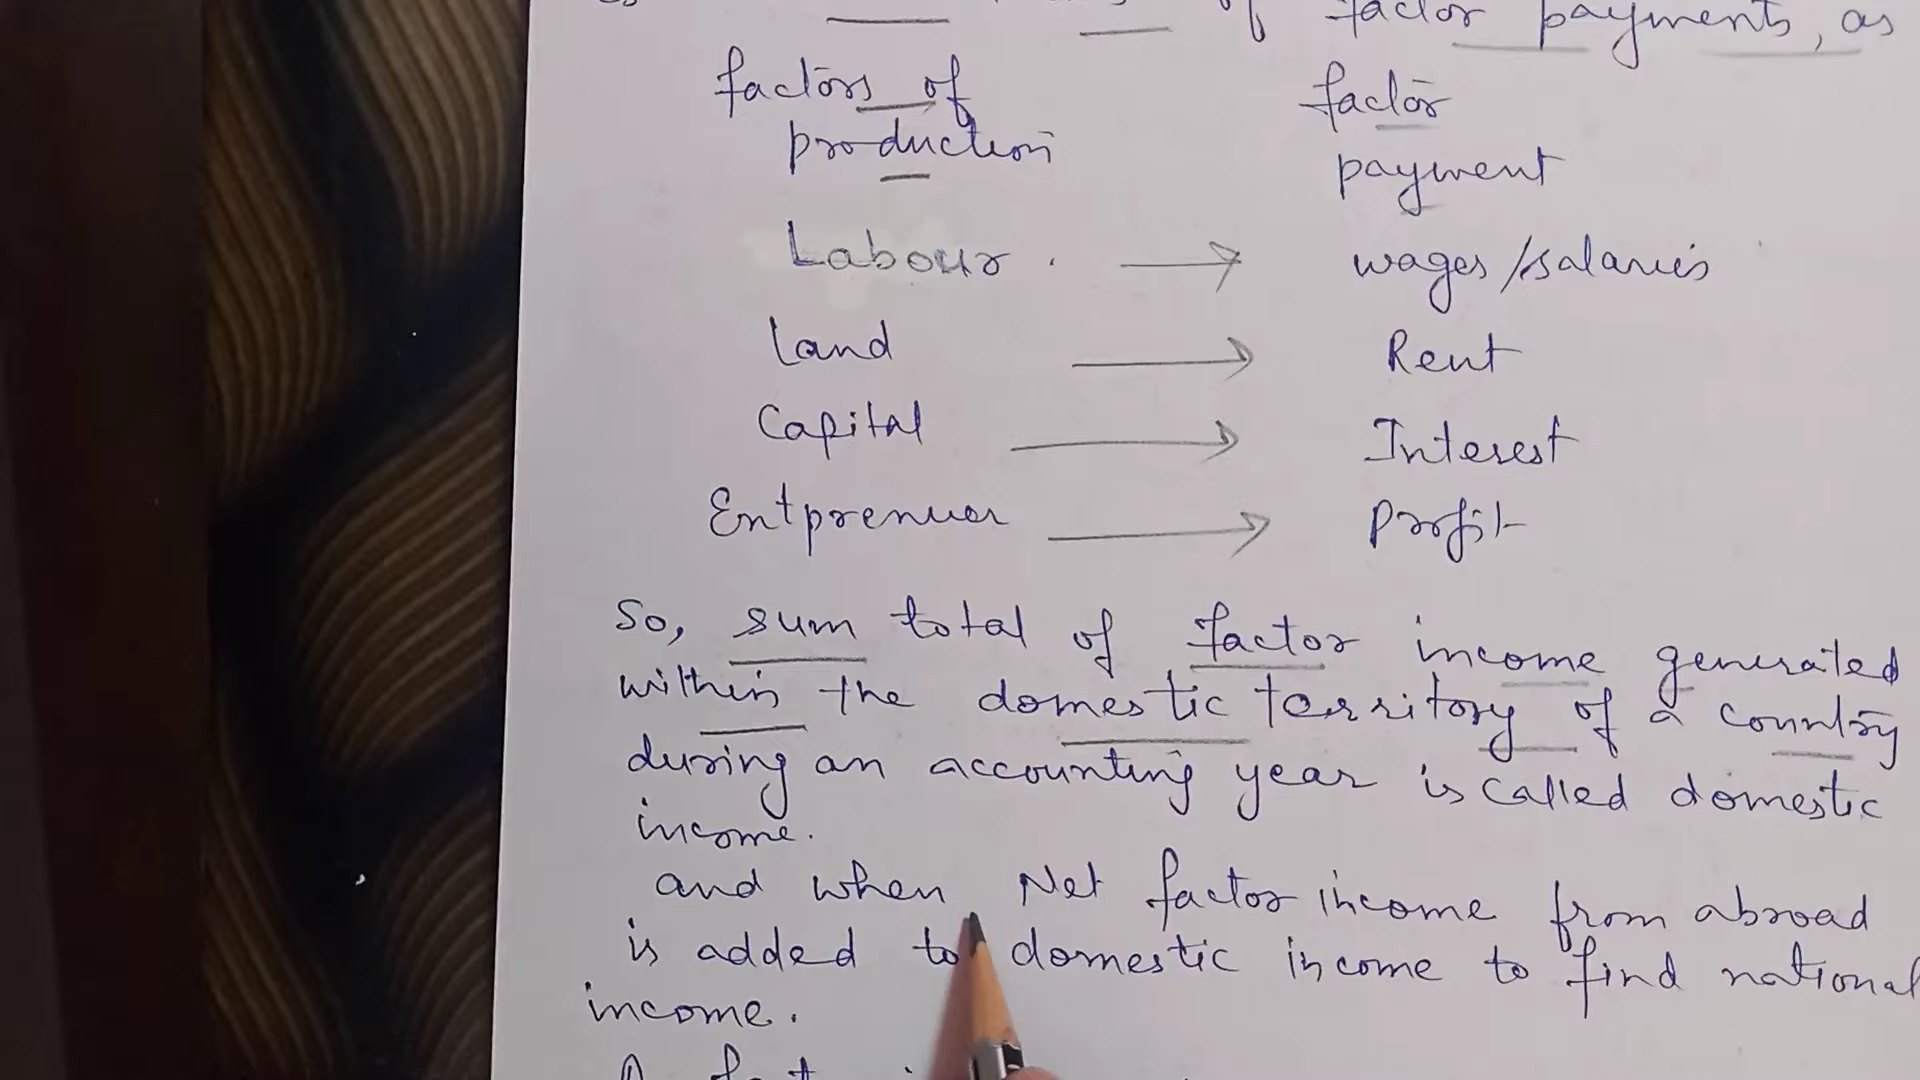 of factor payments, as
factors of factor
production payment
Labour. → wages/salaries
Land → Rent
Capital → Interest
Entprenuer → Profit
So, sum total of factor income generated
within the domestic territory of a country
during an accounting year is called domestic
income.
and when Net factor income from abroad
is added to domestic income to find national
income.